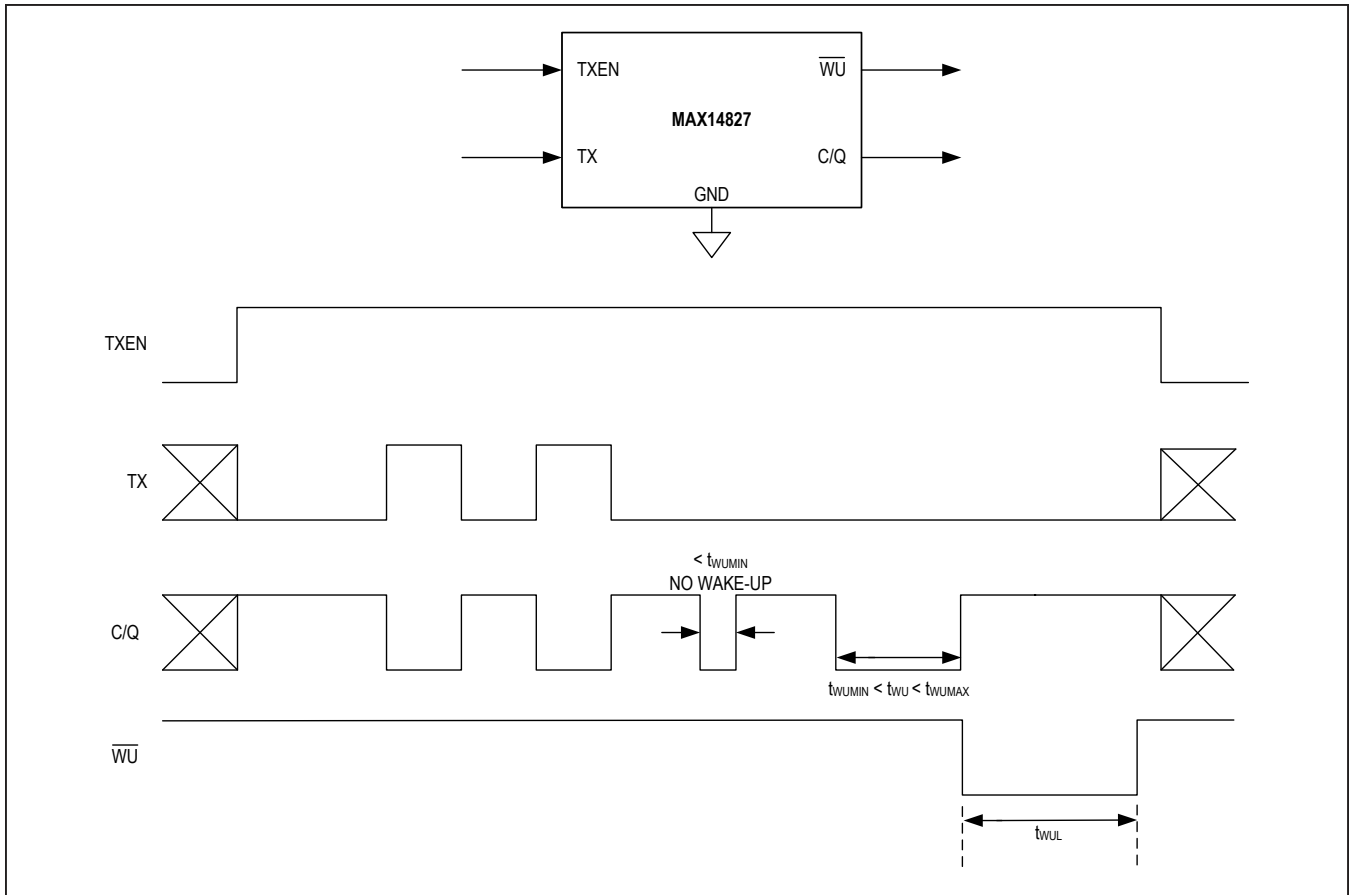 TXEN
WU
MAX14827
TX
C/Q
GND
TXEN
TX
< tWUMIN
NO WAKE-UP
C/Q
tWUMIN < tWU < tWUMAX
WU
tWUL